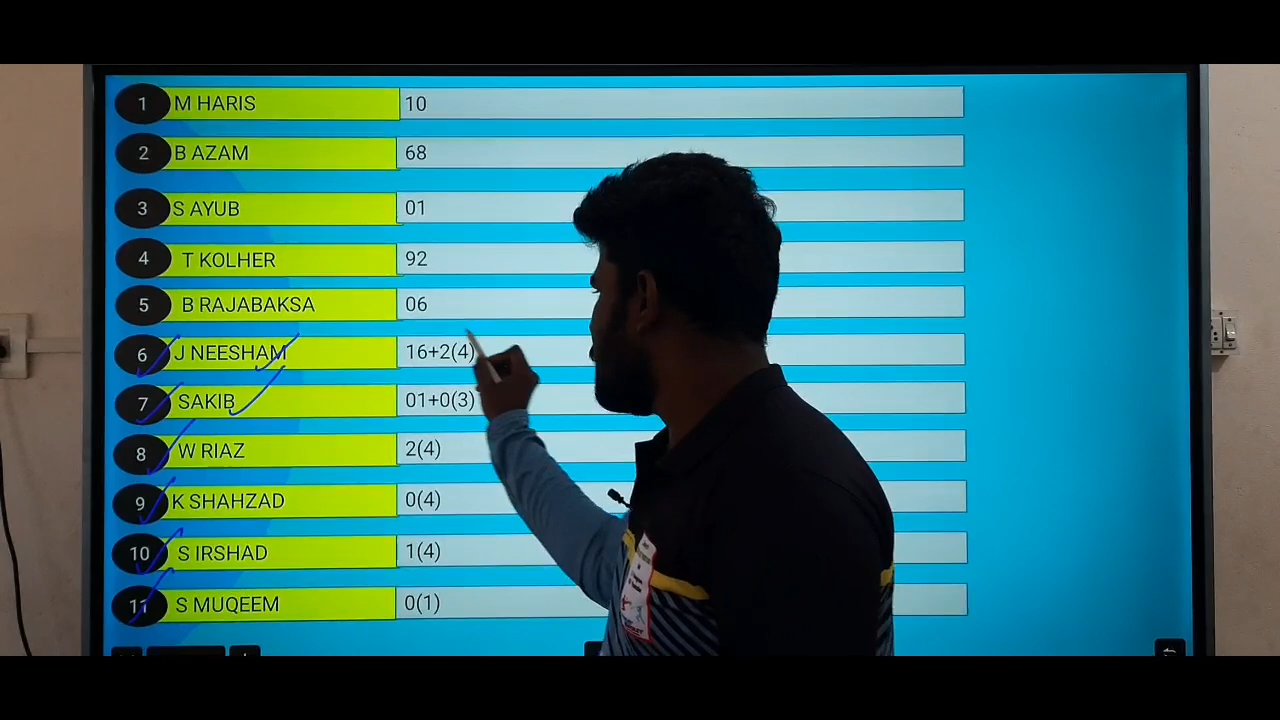 1 M HARIS 10
2 B AZAM 68
3 S AYUB 01
4 T KOLHER 92
5 B RAJABAKSA 06
6 J NEESHAM 16+2(4)
7 SAKIB 01+0(3)
8 W RIAZ 2(4)
9 K SHAHZAD 0(4)
10 S IRSHAD 1(4)
11 S MUQEEM 0(1)